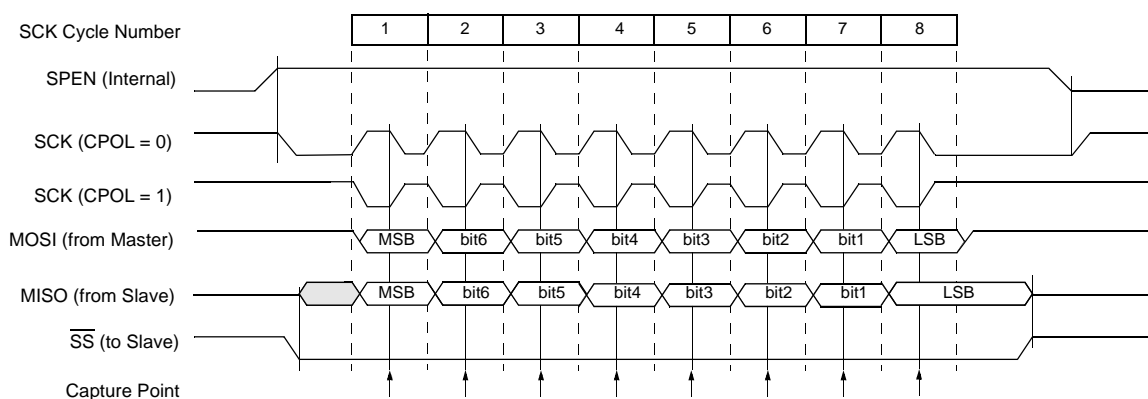 SCK Cycle Number 1 2 3 4 5 6 7 8
SPEN (Internal)
SCK (CPOL = 0)
SCK (CPOL = 1)
MOSI (from Master) MSB bit6 bit5 bit4 bit3 bit2 bit1 LSB
MISO (from Slave) MSB bit6 bit5 bit4 bit3 bit2 bit1 LSB
S̅S̅ (to Slave)
Capture Point